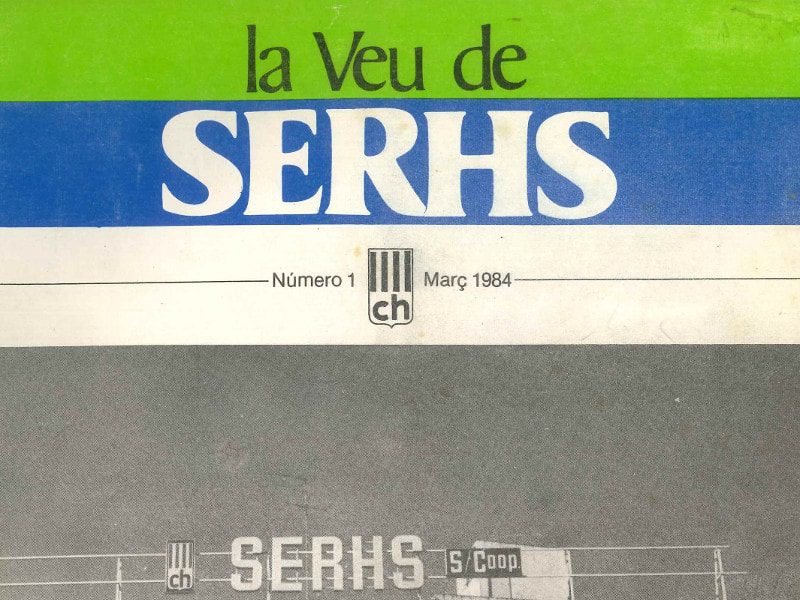 la Veu de
SERHS
Número 1 ch Març 1984
ch SERHS S/Coop.